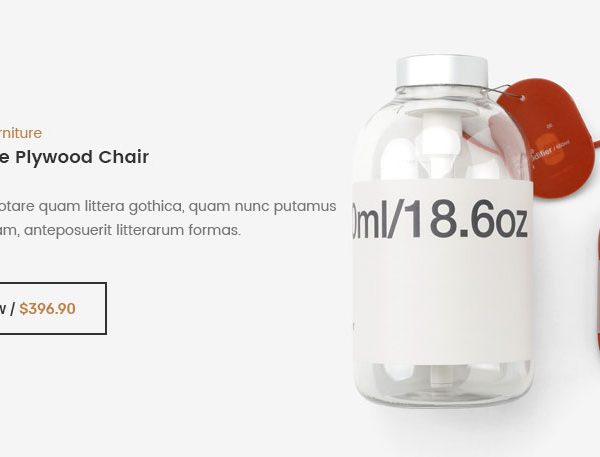 rniture
e Plywood Chair
otare quam littera gothica, quam nunc putamus
am, anteposuerit litterarum formas.
w / $396.90
0ml/18.6oz
difier /